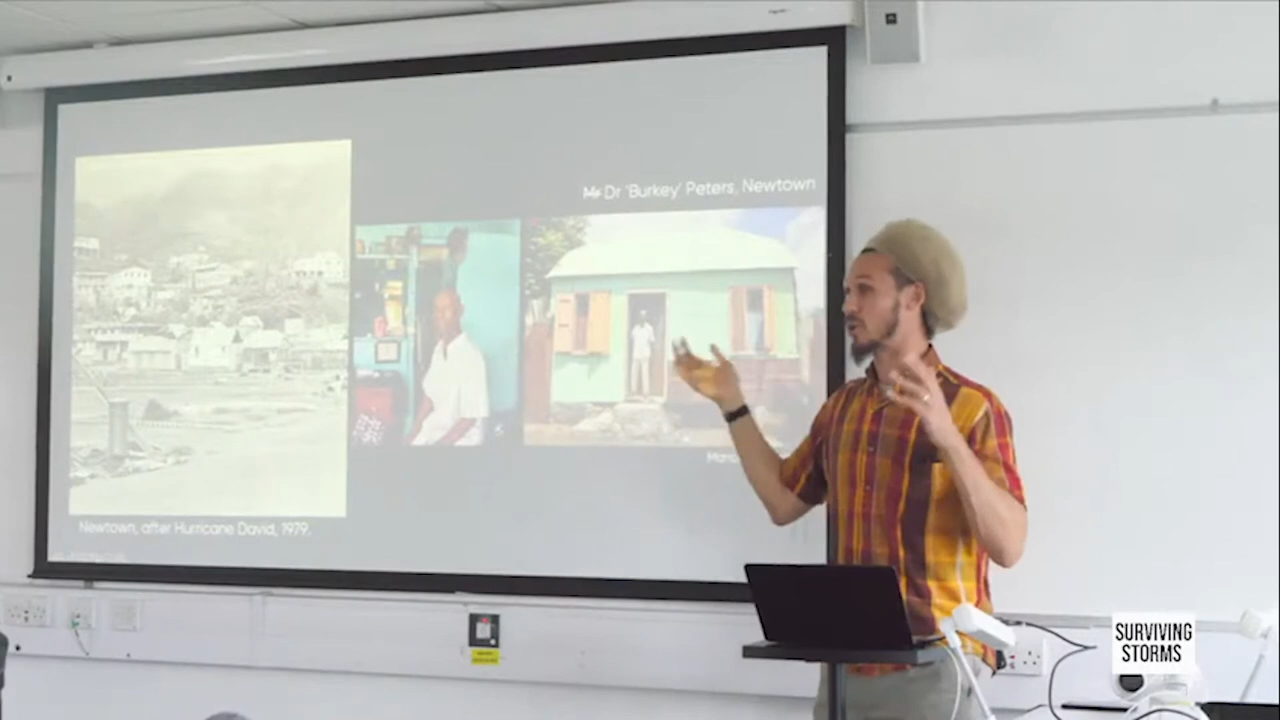 Mr Dr 'Burkey' Peters, Newtown
Newtown, after Hurricane David, 1979.
SURVIVING
STORMS